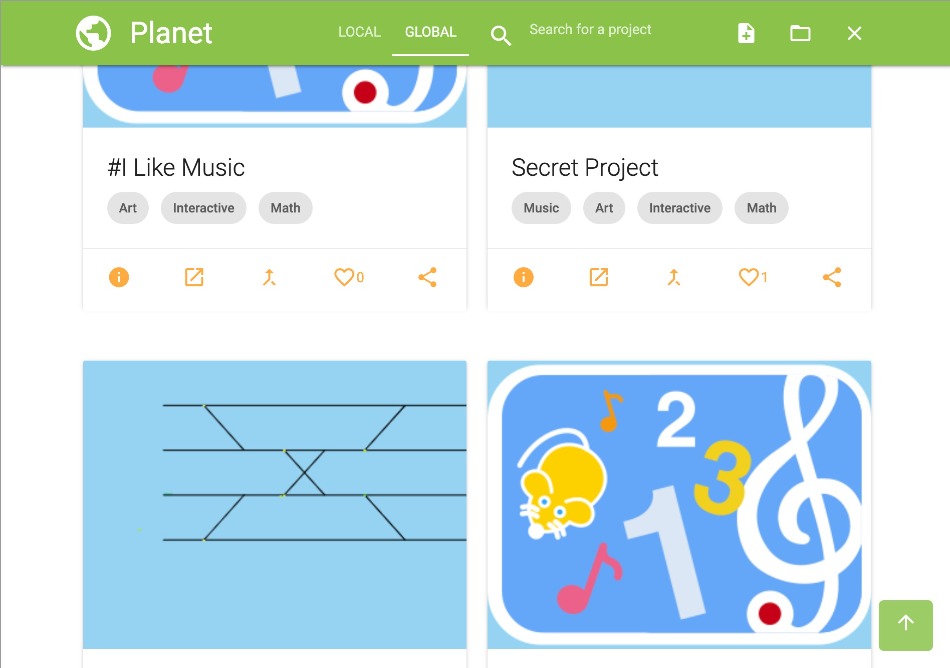 Planet LOCAL GLOBAL Search for a project
1
#I Like Music
Secret Project
Art Interactive Math
Music Art Interactive Math
0
1
2
3
1